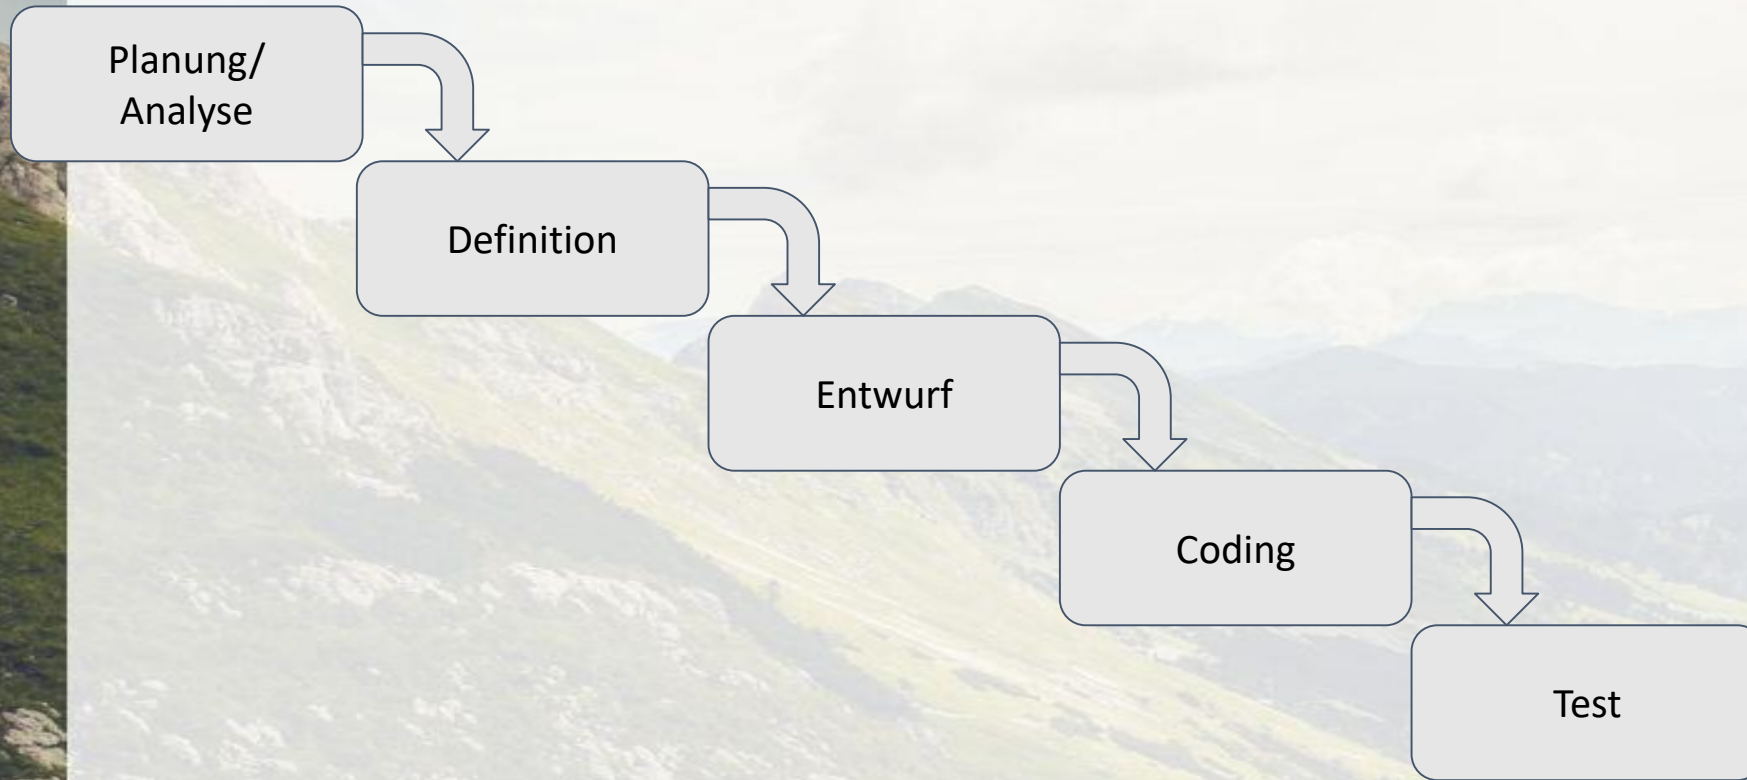 Planung/
Analyse
Definition
Entwurf
Coding
Test